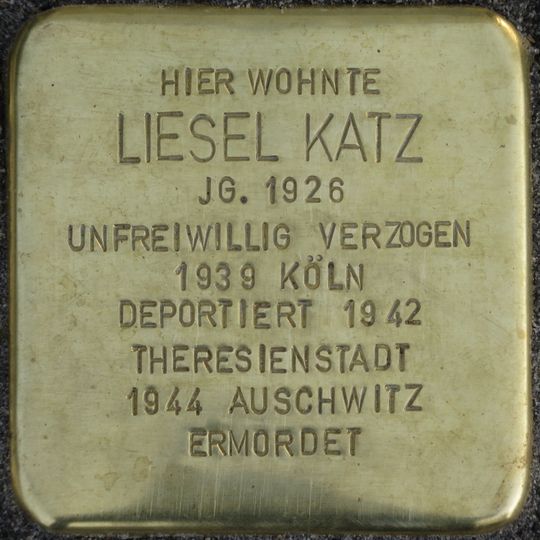 HIER WOHNTE
LIESEL KATZ
JG. 1926
UNFREIWILLIG VERZOGEN
1939 KÖLN
DEPORTIERT 1942
THERESIENSTADT
1944 AUSCHWITZ
ERMORDET